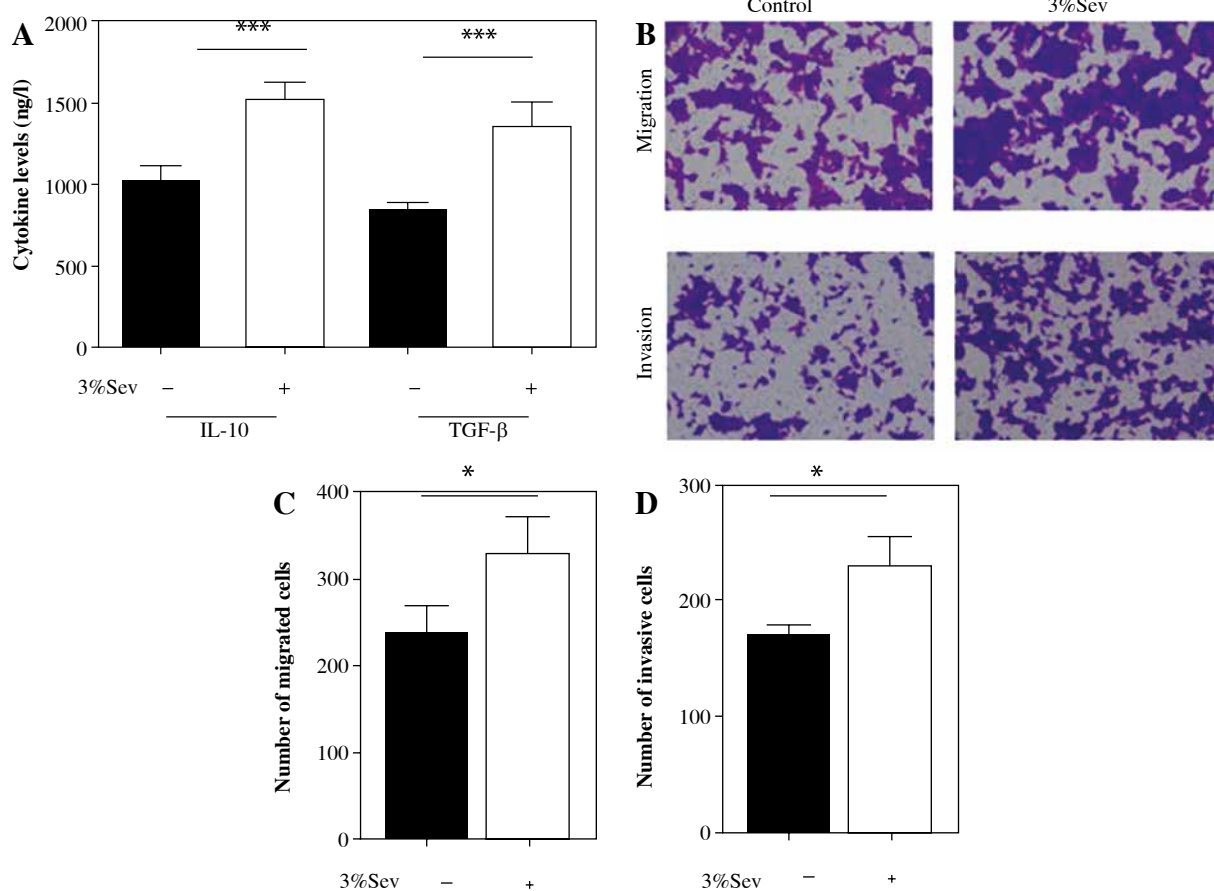 A
Cytokine levels (ng/l)
2000
1500
1000
500
0
***
***
3%Sev – + – +
IL-10 TGF-β
B
Control 3%Sev
Migration
Invasion
C
Number of migrated cells
400
300
200
100
0
*
3%Sev – +
D
Number of invasive cells
300
200
100
0
*
3%Sev – +